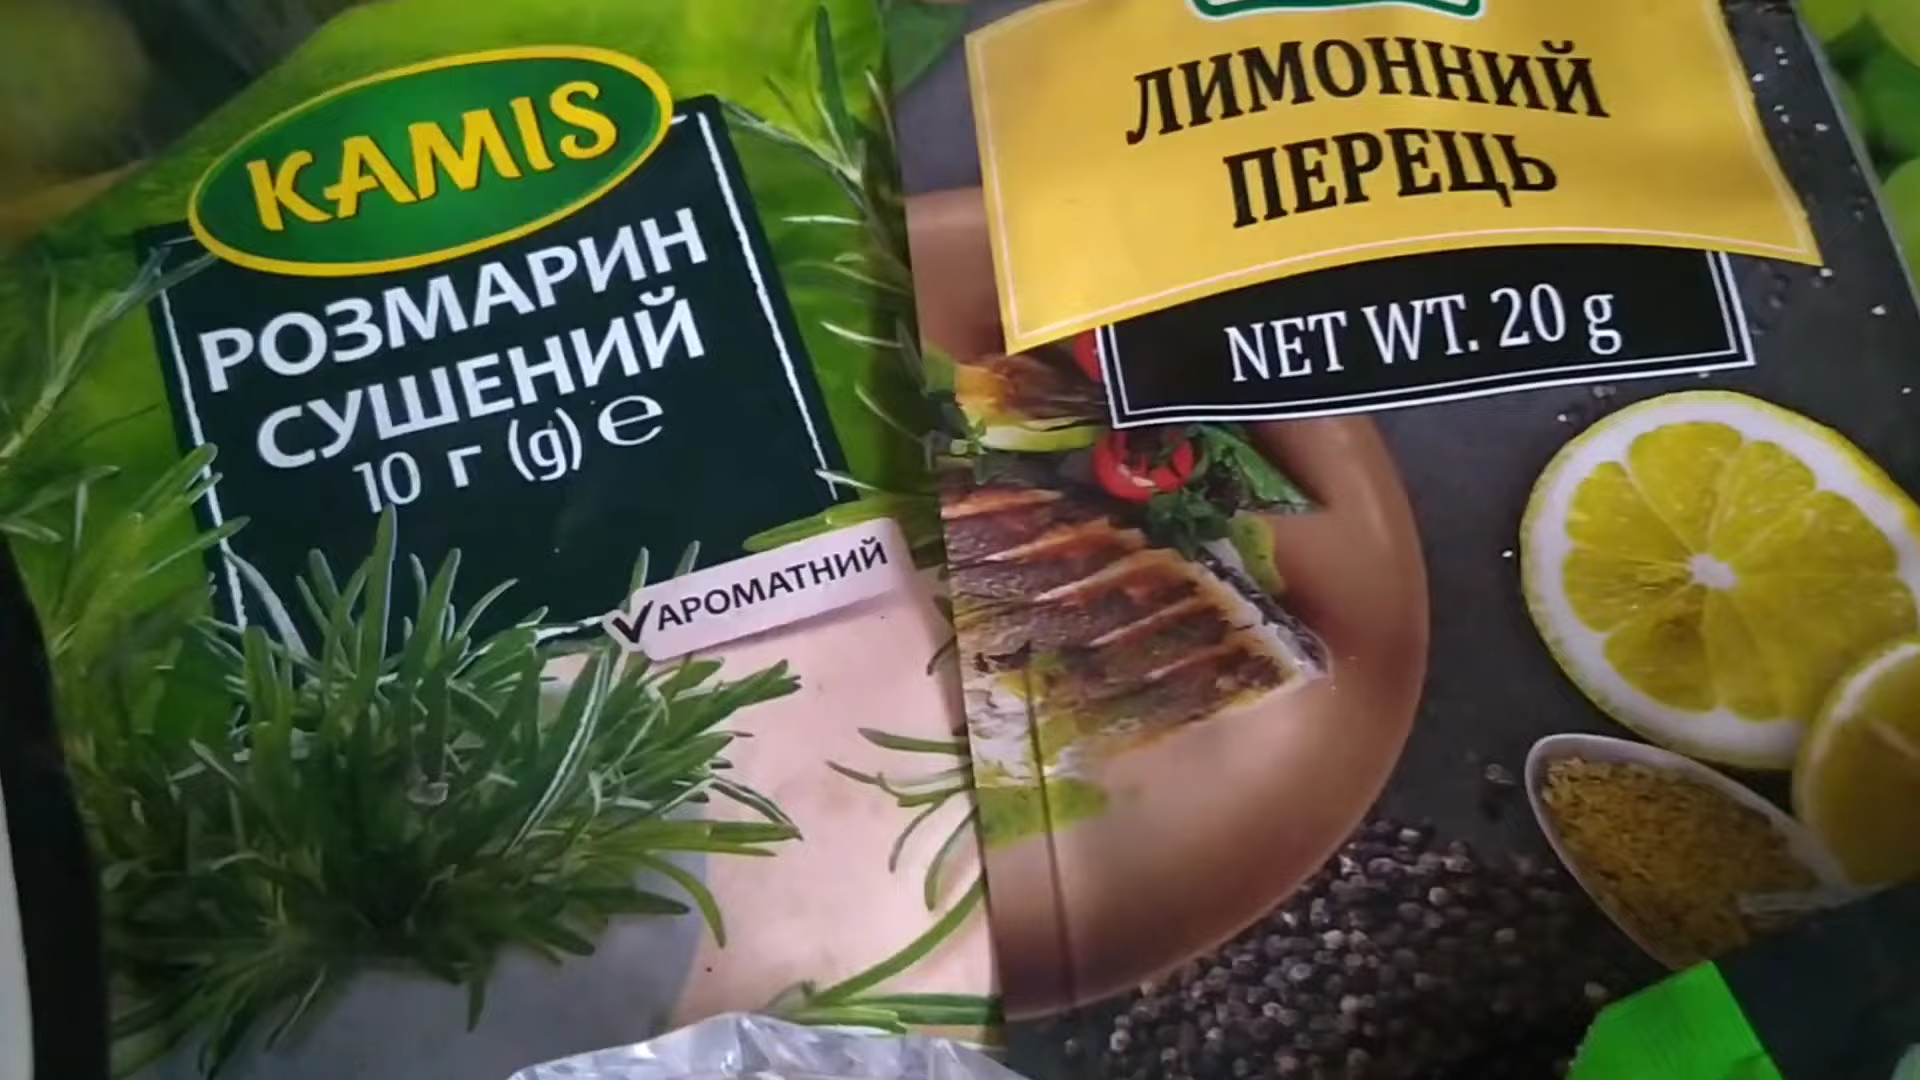 KAMIS
РОЗМАРИН
СУШЕНИЙ
10 г (g) ℮
АРОМАТНИЙ
ЛИМОННИЙ
ПЕРЕЦЬ
NET WT. 20 g